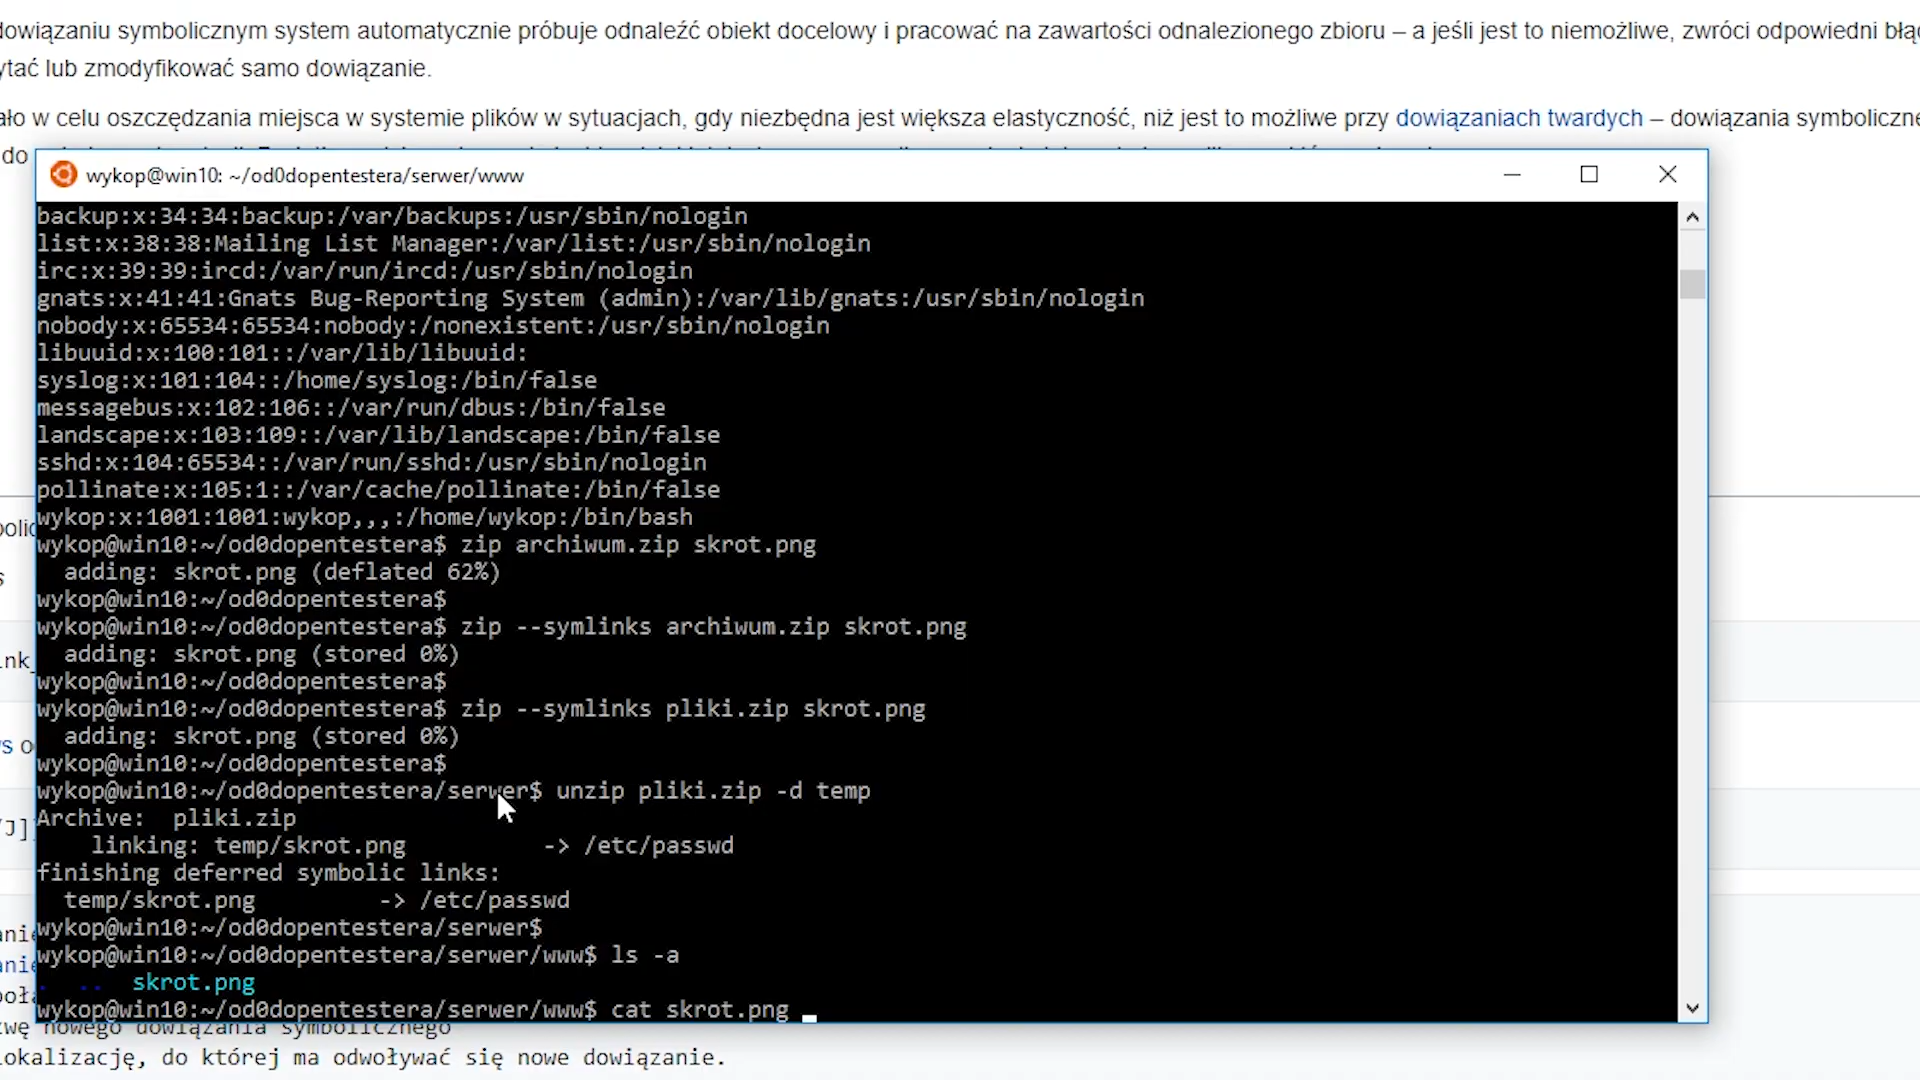 dowiązaniu symbolicznym system automatycznie próbuje odnaleźć obiekt docelowy i pracować na zawartości odnalezionego zbioru – a jeśli jest to niemożliwe, zwróci odpowiedni
lub zmodyfikować samo dowiązanie.
w celu oszczędzania miejsca w systemie plików w sytuacjach, gdy niezbędna jest większa elastyczność, niż jest to możliwe przy dowiązaniach twardych – dowiązania
do
wykop@win10: ~/od0dopentestera/serwer/www
backup:x:34:34:backup:/var/backups:/usr/sbin/nologin
list:x:38:38:Mailing List Manager:/var/list:/usr/sbin/nologin
irc:x:39:39:ircd:/var/run/ircd:/usr/sbin/nologin
gnats:x:41:41:Gnats Bug-Reporting System (admin):/var/lib/gnats:/usr/sbin/nologin
nobody:x:65534:65534:nobody:/nonexistent:/usr/sbin/nologin
libuuid:x:100:101::/var/lib/libuuid:
syslog:x:101:104::/home/syslog:/bin/false
messagebus:x:102:106::/var/run/dbus:/bin/false
landscape:x:103:109::/var/lib/landscape:/bin/false
sshd:x:104:65534::/var/run/sshd:/usr/sbin/nologin
pollinate:x:105:1::/var/cache/pollinate:/bin/false
wykop:x:1001:1001:wykop,,,:/home/wykop:/bin/bash
wykop@win10:~/od0dopentestera$ zip archiwum.zip skrot.png
adding: skrot.png (deflated 62%)
wykop@win10:~/od0dopentestera$
wykop@win10:~/od0dopentestera$ zip --symlinks archiwum.zip skrot.png
adding: skrot.png (stored 0%)
wykop@win10:~/od0dopentestera$
wykop@win10:~/od0dopentestera$ zip --symlinks pliki.zip skrot.png
adding: skrot.png (stored 0%)
wykop@win10:~/od0dopentestera$
wykop@win10:~/od0dopentestera/serwer$ unzip pliki.zip -d temp
Archive: pliki.zip
linking: temp/skrot.png -> /etc/passwd
finishing deferred symbolic links:
temp/skrot.png -> /etc/passwd
wykop@win10:~/od0dopentestera/serwer$
wykop@win10:~/od0dopentestera/serwer/www$ ls -a
. .. skrot.png
wykop@win10:~/od0dopentestera/serwer/www$ cat skrot.png
nowego dowiązania symbolicznego
lokalizację, do której ma odwoływać się nowe dowiązanie.